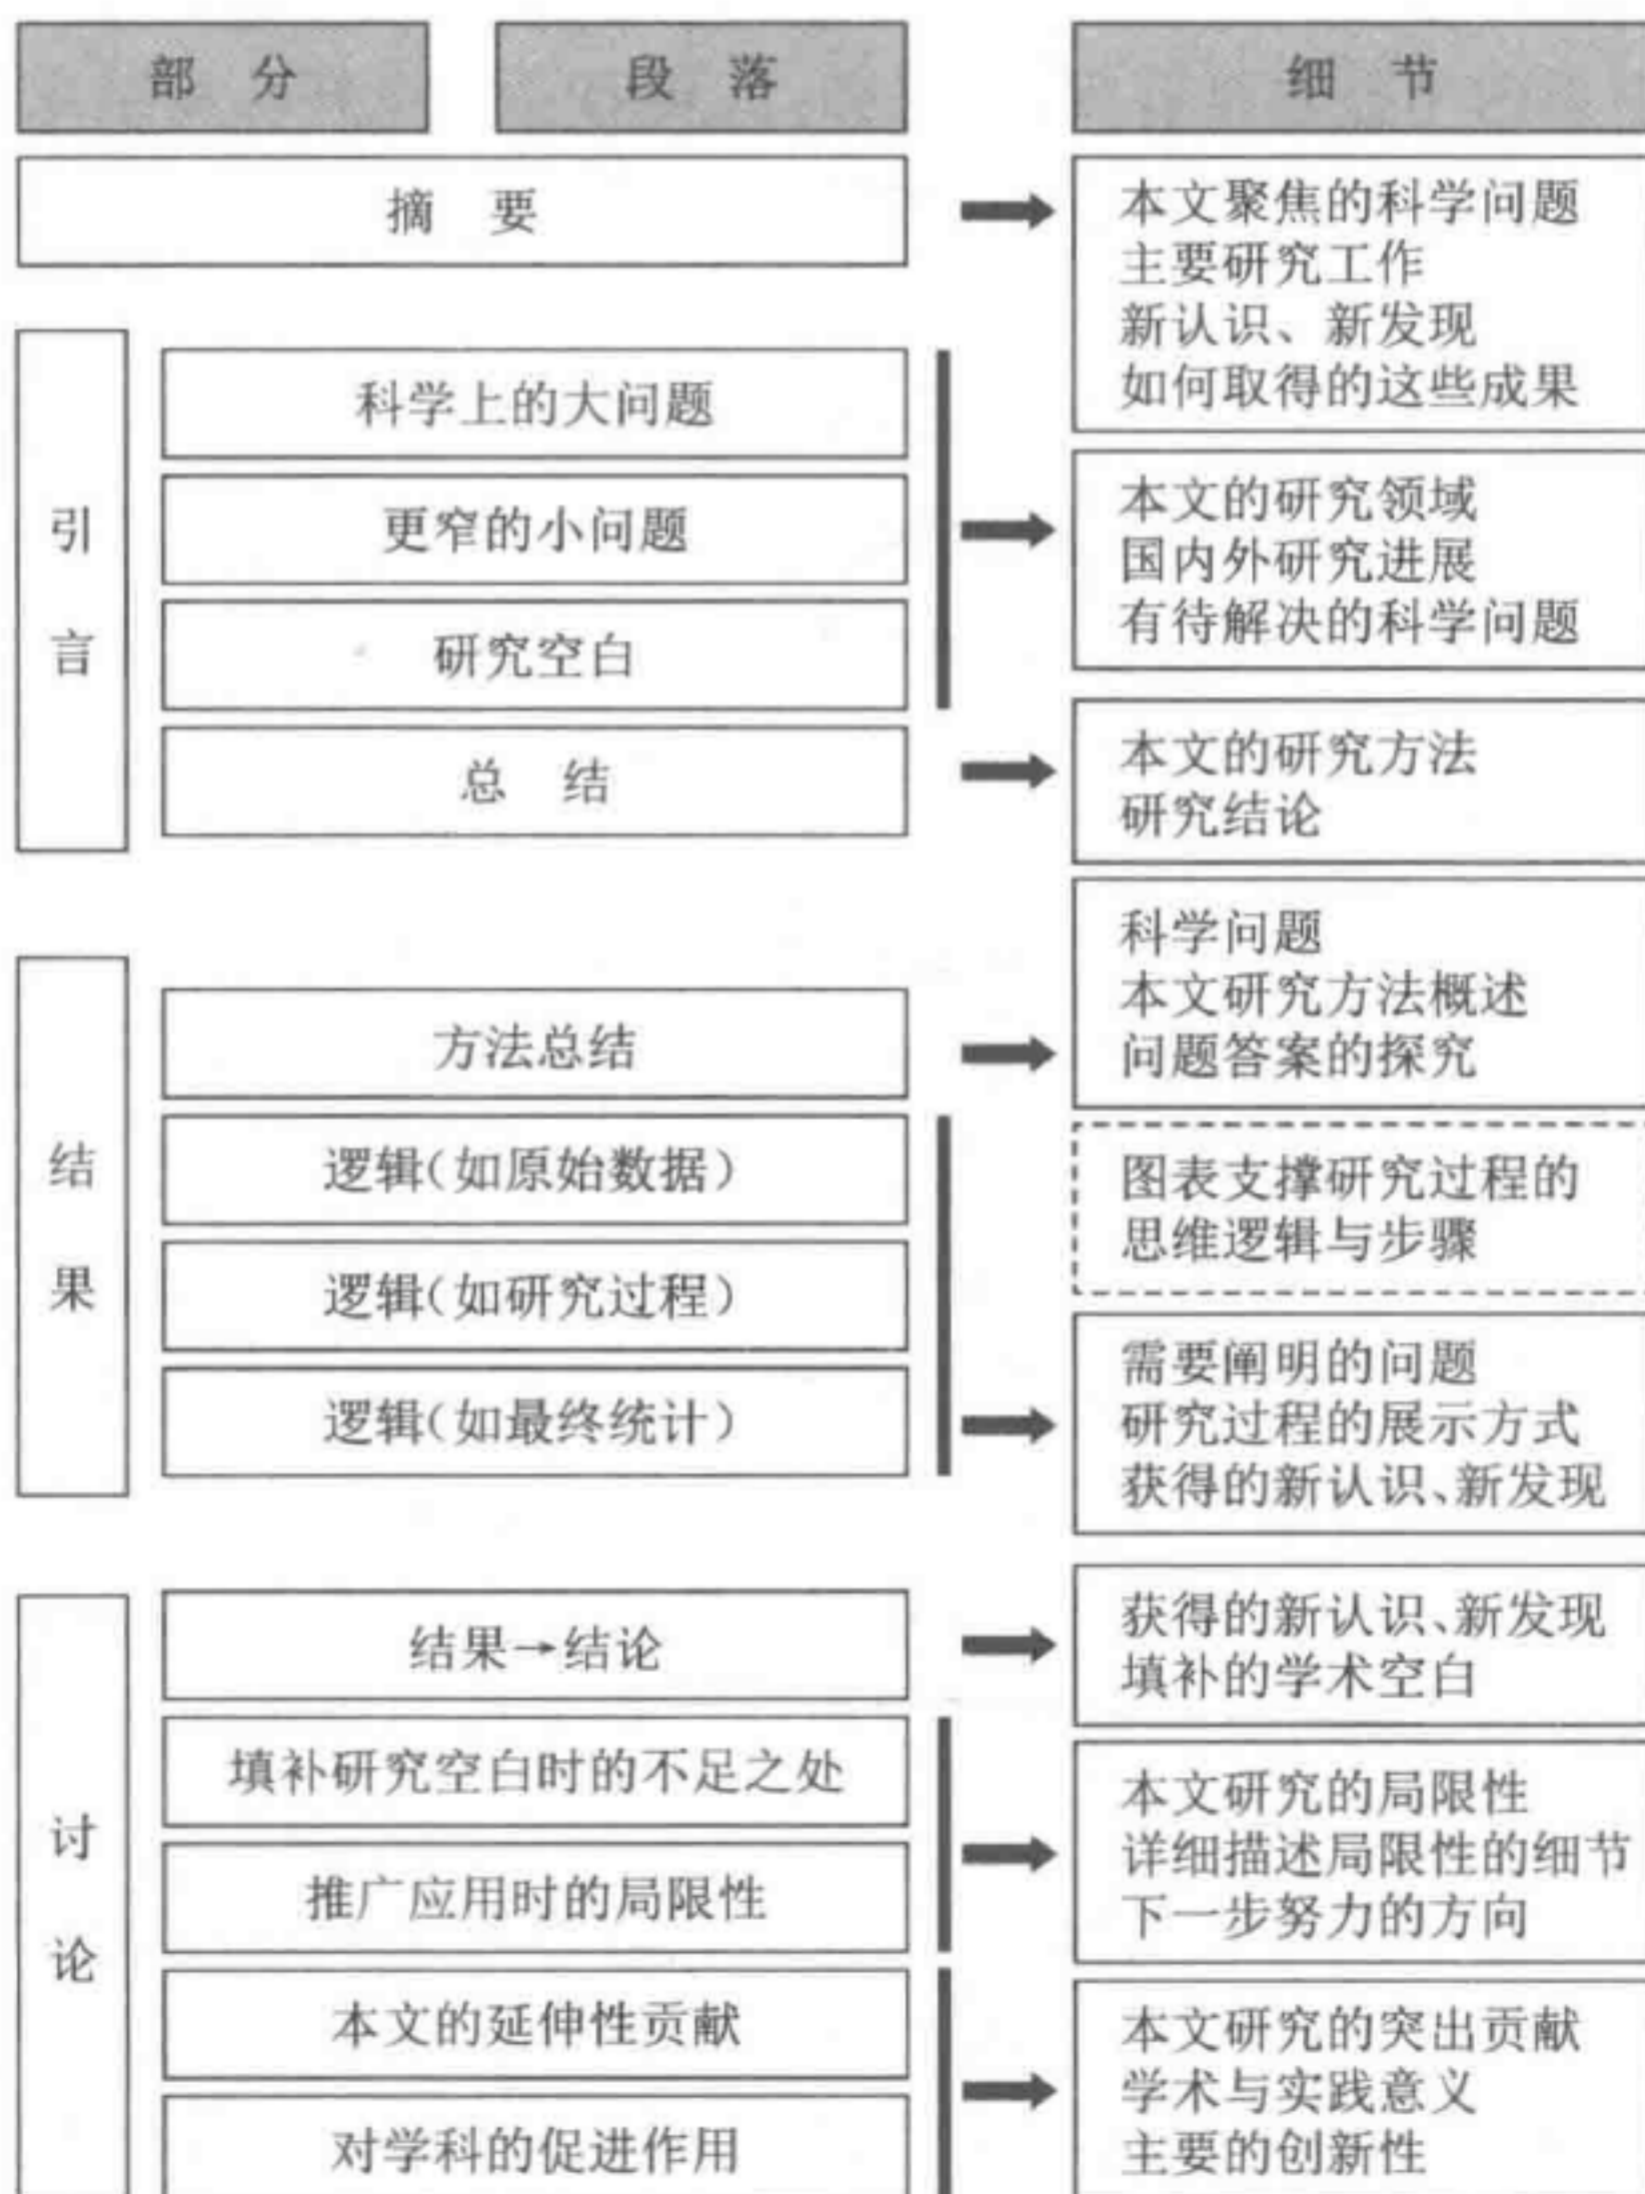 部 分
段 落
细 节
摘 要
本文聚焦的科学问题
主要研究工作
新认识、新发现
如何取得的这些成果
引言
科学上的大问题
更窄的小问题
研究空白
本文的研究领域
国内外研究进展
有待解决的科学问题
总 结
本文的研究方法
研究结论
结果
方法总结
科学问题
本文研究方法概述
问题答案的探究
逻辑(如原始数据)
逻辑(如研究过程)
逻辑(如最终统计)
图表支撑研究过程的
思维逻辑与步骤
需要阐明的问题
研究过程的展示方式
获得的新认识、新发现
讨论
结果→结论
获得的新认识、新发现
填补的学术空白
填补研究空白时的不足之处
推广应用时的局限性
本文研究的局限性
详细描述局限性的细节
下一步努力的方向
本文的延伸性贡献
对学科的促进作用
本文研究的突出贡献
学术与实践意义
主要的创新性